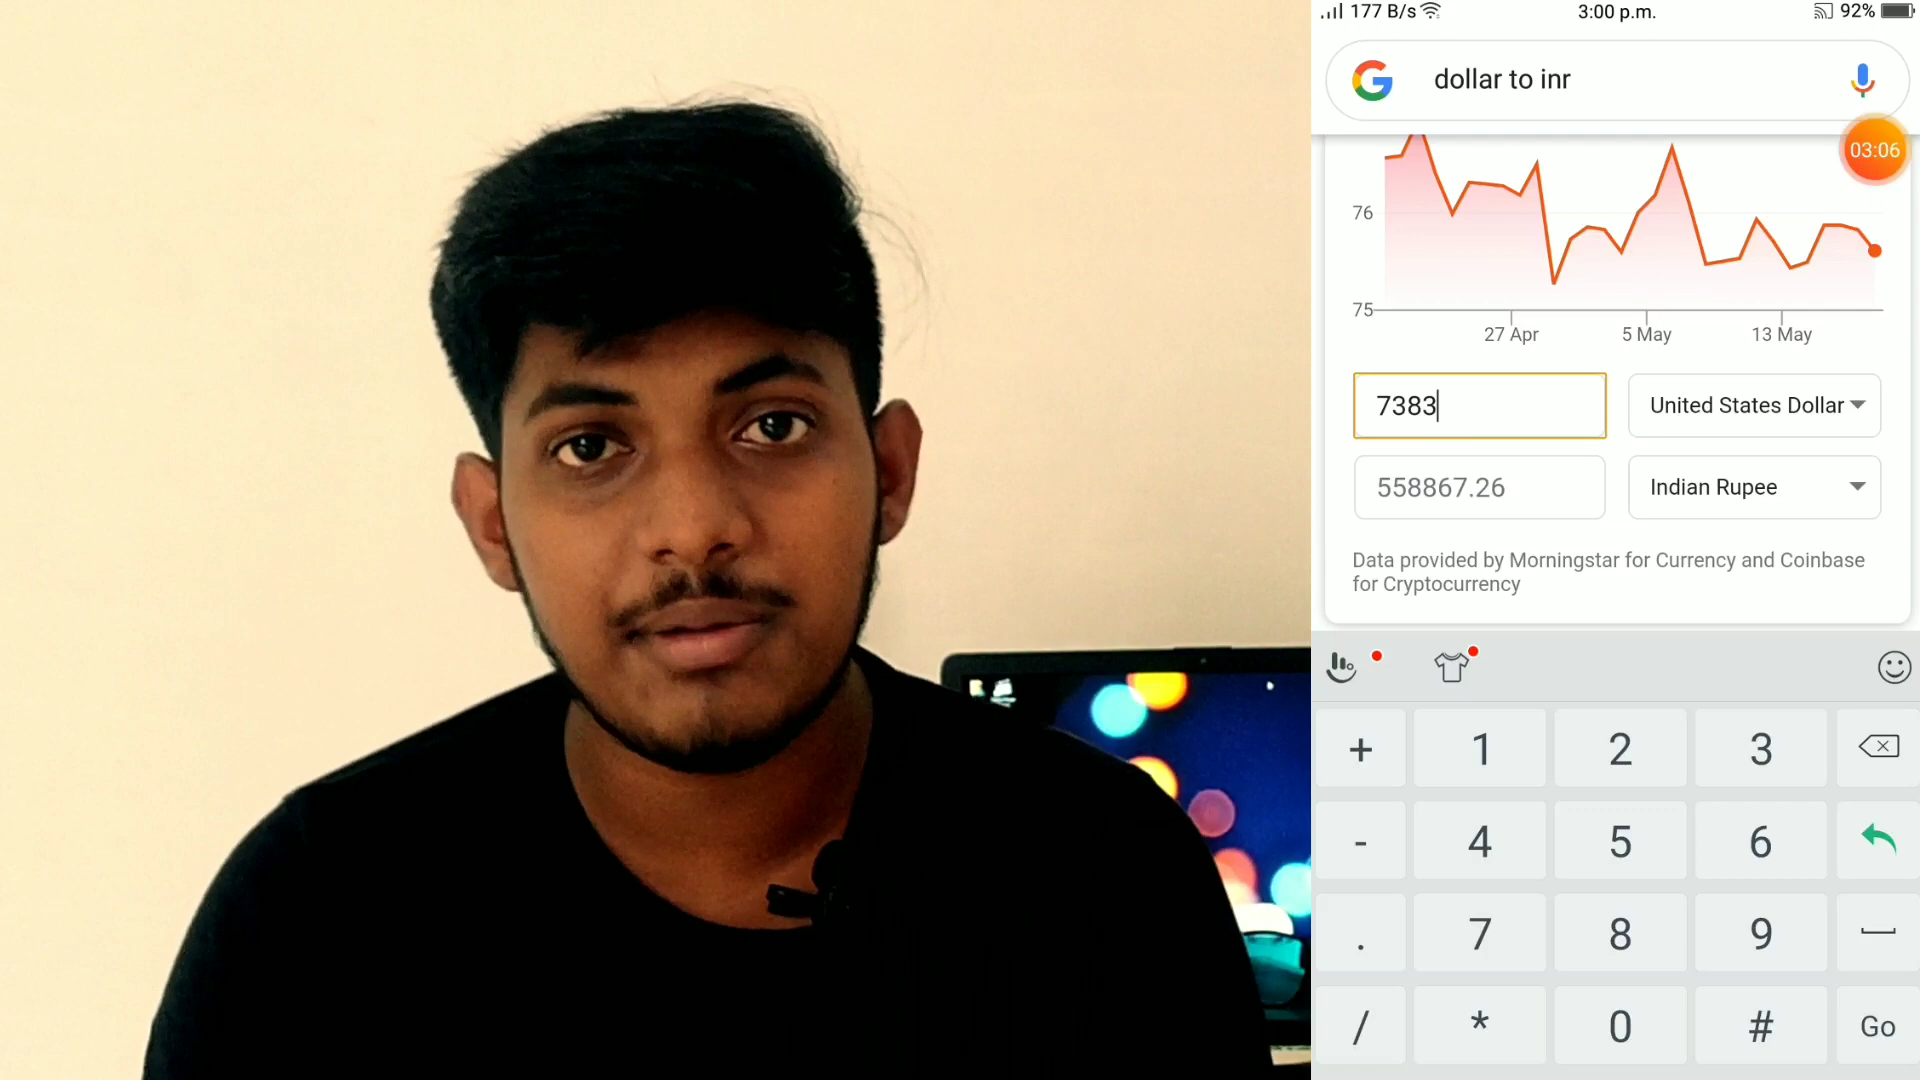 177 B/s 3:00 p.m. 92%
dollar to inr
03:06
76
75
27 Apr 5 May 13 May
7383 United States Dollar
558867.26 Indian Rupee
Data provided by Morningstar for Currency and Coinbase
for Cryptocurrency
+ 1 2 3
- 4 5 6
. 7 8 9
/ * 0 # Go